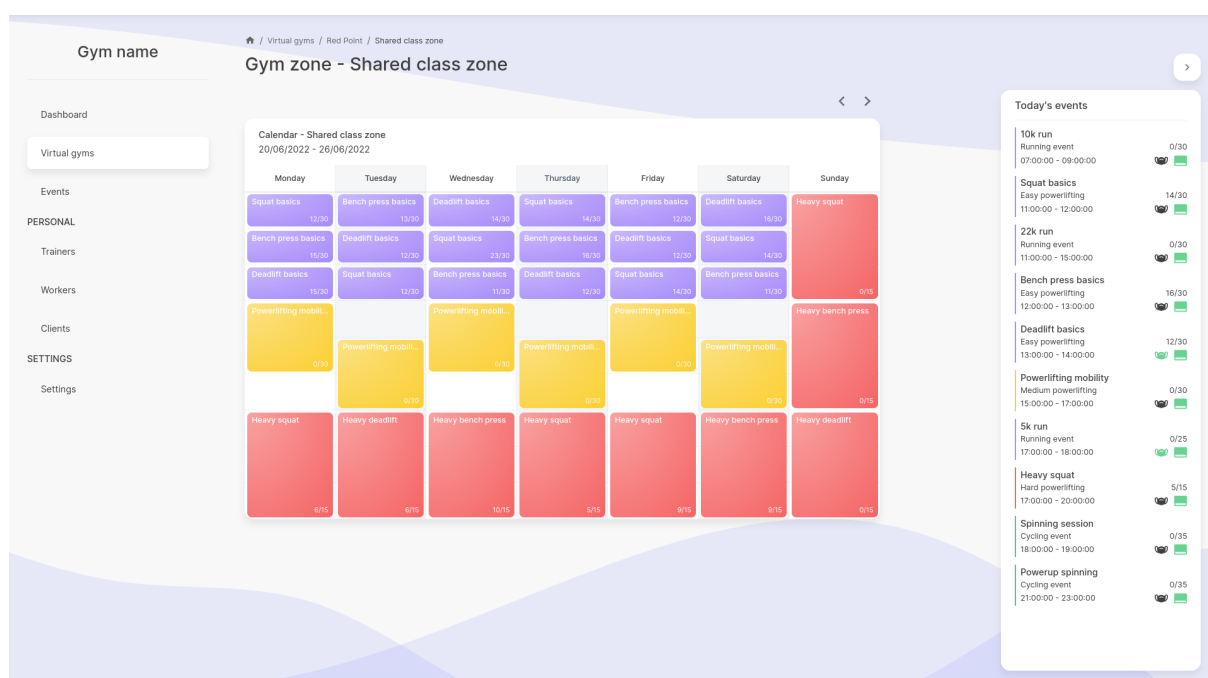 Gym name
Dashboard
Virtual gyms
Events
PERSONAL
Trainers
Workers
Clients
SETTINGS
Settings
/ Virtual gyms / Red Point / Shared class zone
Gym zone - Shared class zone
Calendar - Shared class zone
20/06/2022 - 26/06/2022
Monday Tuesday Wednesday Thursday Friday Saturday Sunday
Squat basics Bench press basics Deadlift basics Squat basics Bench press basics Deadlift basics Heavy squat
12/30 13/30 14/30 14/30 12/30 16/30
Bench press basics Deadlift basics Squat basics Bench press basics Deadlift basics Squat basics
15/30 12/30 23/30 16/30 12/30 14/30
Deadlift basics Squat basics Bench press basics Deadlift basics Squat basics Bench press basics
15/30 12/30 11/30 12/30 14/30 11/30 0/15
Powerlifting mobili... Powerlifting mobili... Powerlifting mobili... Heavy bench press
Powerlifting mobili... Powerlifting mobili... Powerlifting mobili...
0/30 0/30 0/30
0/30 0/30 0/30 0/15
Heavy squat Heavy deadlift Heavy bench press Heavy squat Heavy squat Heavy bench press Heavy deadlift
6/15 6/15 10/15 5/15 9/15 9/15 0/15
Today's events
10k run
Running event 0/30
07:00:00 - 09:00:00
Squat basics
Easy powerlifting 14/30
11:00:00 - 12:00:00
22k run
Running event 0/30
11:00:00 - 15:00:00
Bench press basics
Easy powerlifting 16/30
12:00:00 - 13:00:00
Deadlift basics
Easy powerlifting 12/30
13:00:00 - 14:00:00
Powerlifting mobility
Medium powerlifting 0/30
15:00:00 - 17:00:00
5k run
Running event 0/25
17:00:00 - 18:00:00
Heavy squat
Hard powerlifting 5/15
17:00:00 - 20:00:00
Spinning session
Cycling event 0/35
18:00:00 - 19:00:00
Powerup spinning
Cycling event 0/35
21:00:00 - 23:00:00